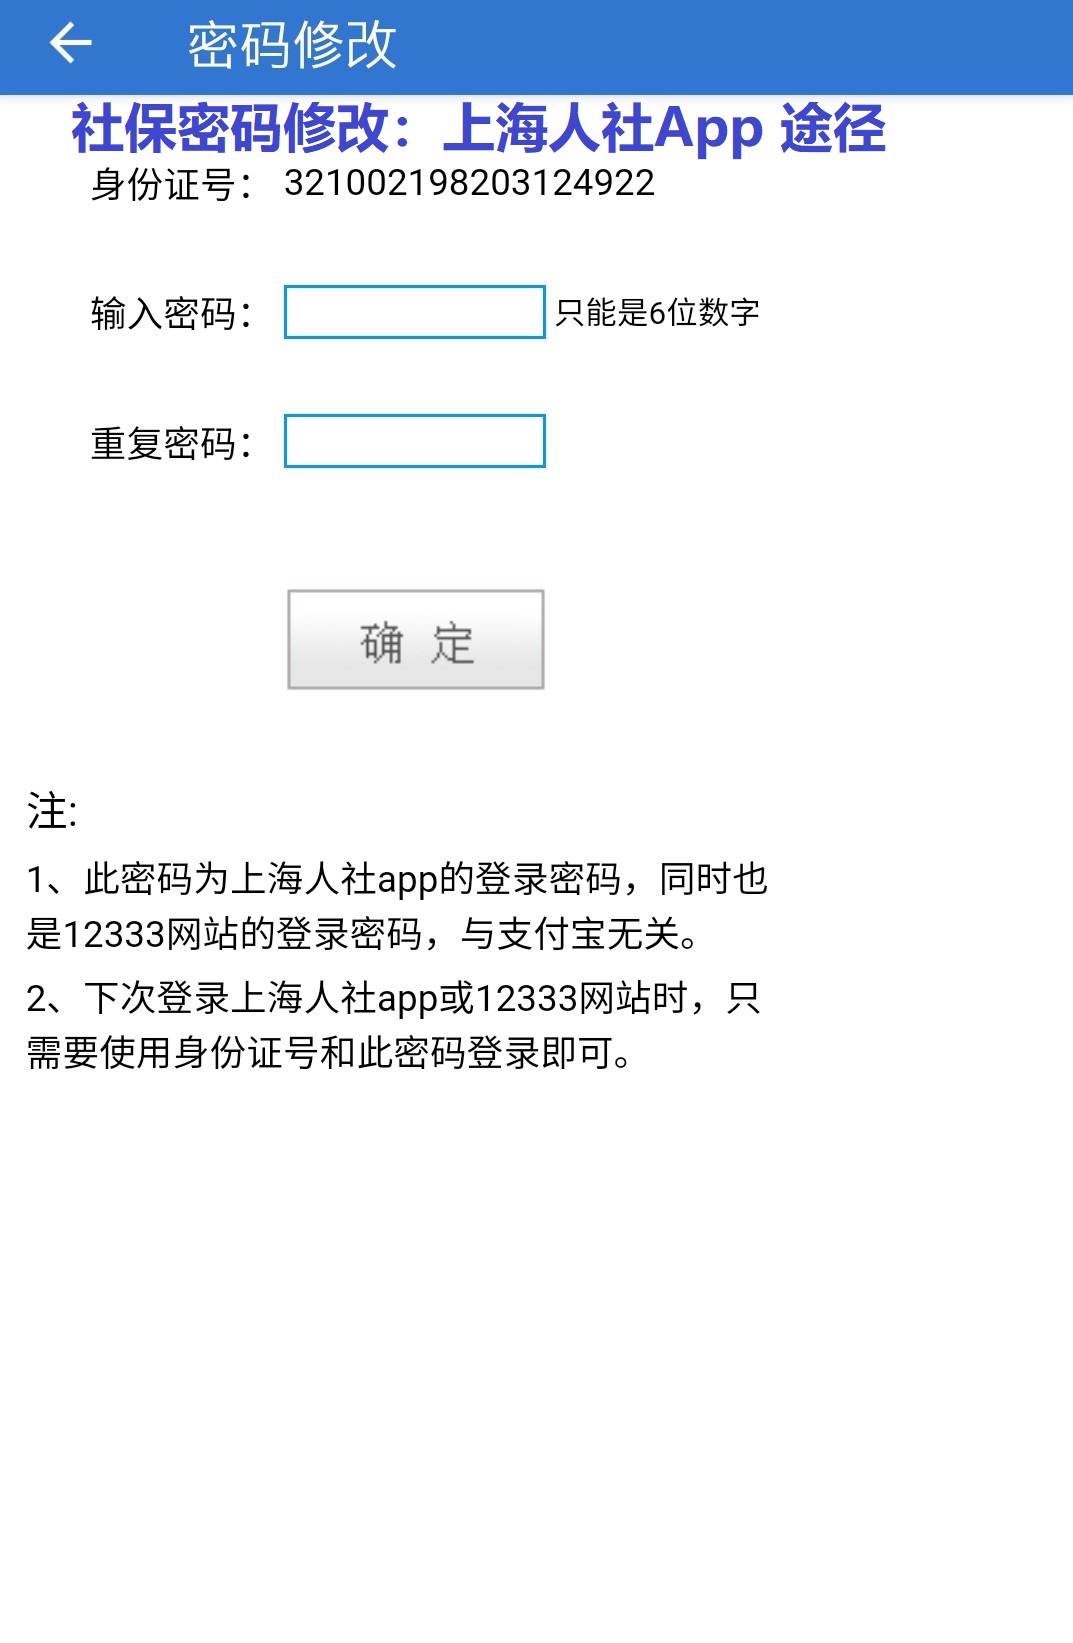 密码修改
社保密码修改：上海人社App 途径
身份证号： 321002198203124922
输入密码： 只能是6位数字
重复密码：
确 定
注:
1、此密码为上海人社app的登录密码，同时也
是12333网站的登录密码，与支付宝无关。
2、下次登录上海人社app或12333网站时，只
需要使用身份证号和此密码登录即可。